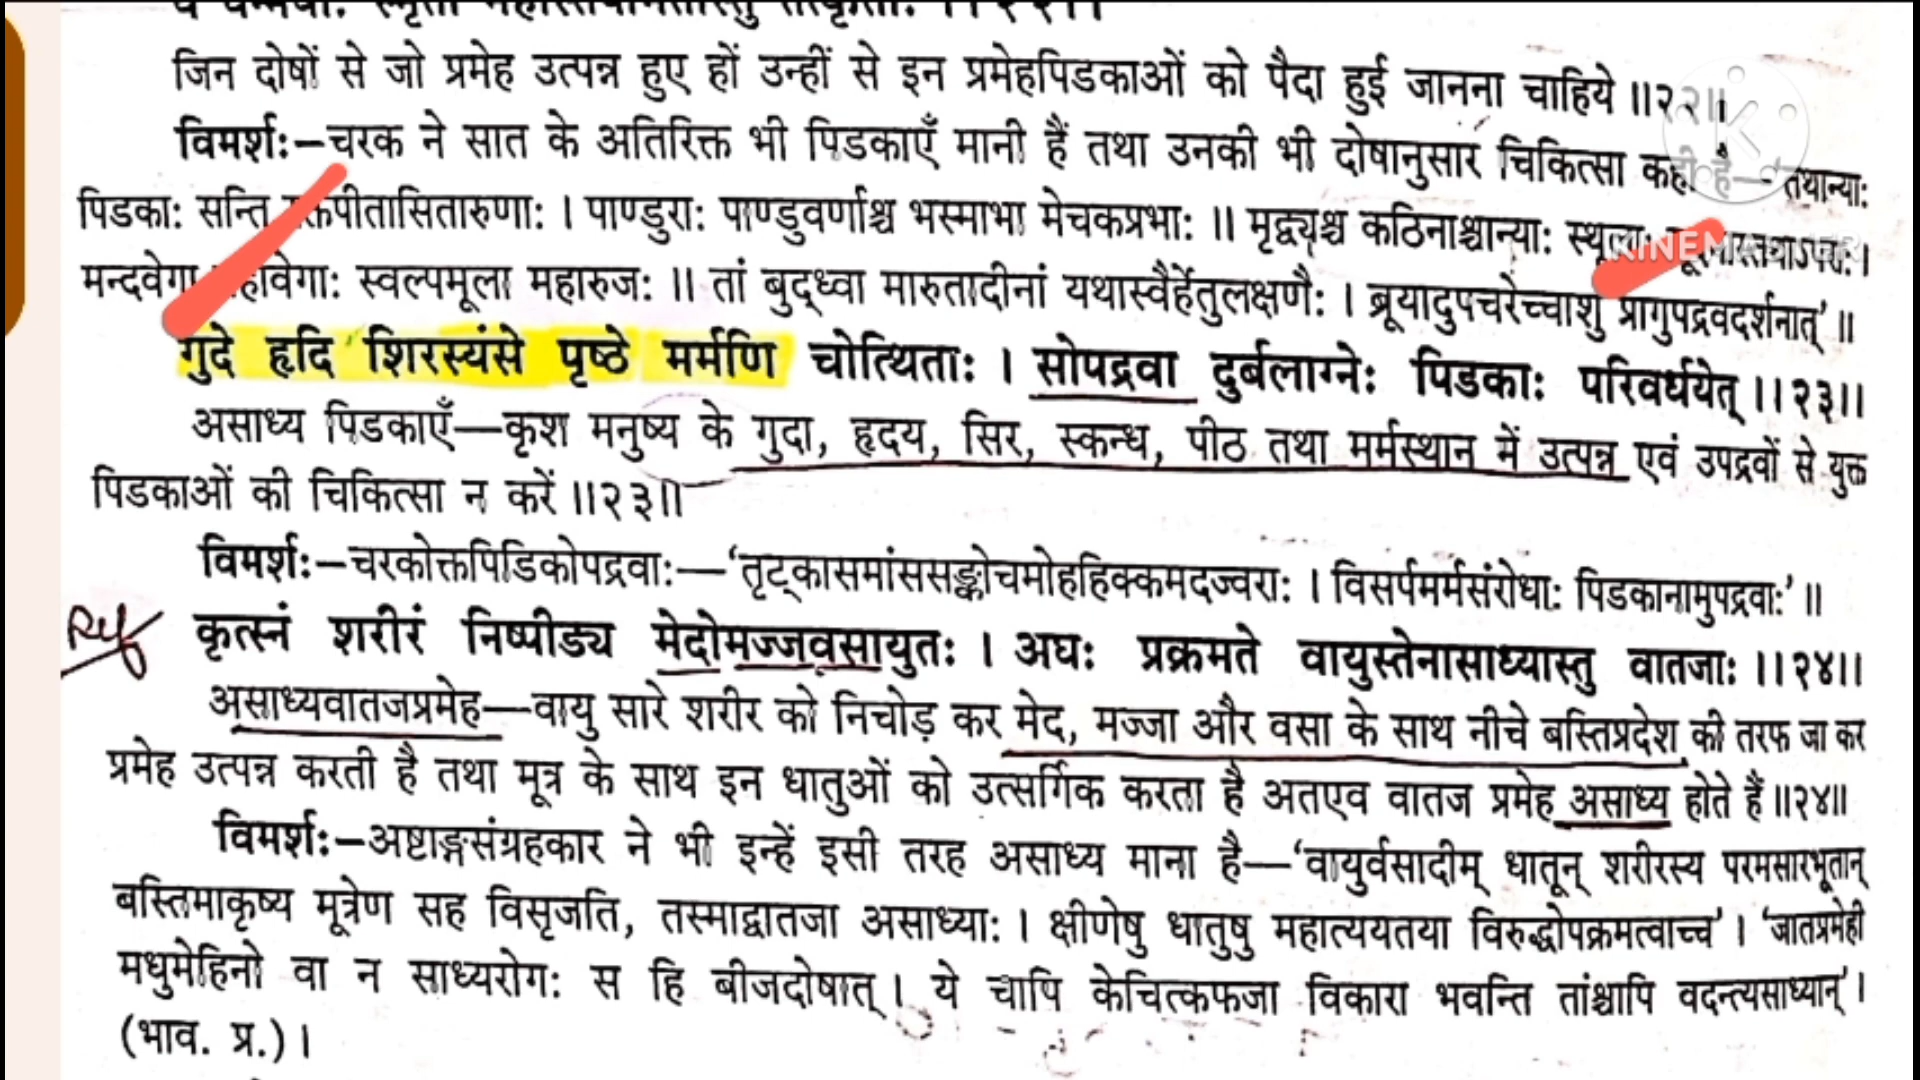 जिन दोषों से जो प्रमेह उत्पन्न हुए हों उन्हीं से इन प्रमेहपिडकाओं को पैदा हुई जानना चाहिये ॥२२॥
विमर्शः—चरक ने सात के अतिरिक्त भी पिडकाएँ मानी हैं तथा उनकी भी दोषानुसार चिकित्सा कही है—'तथान्याः
पिडकाः सन्ति रक्तपीतासितारुणाः । पाण्डुराः पाण्डुवर्णाश्च भस्माभा मेचकप्रभाः ॥ मृद्व्यश्च कठिनाश्चान्याः स्थूलाः
KINEMASTER
मन्दवेगा महावेगाः स्वल्पमूला महारुजः ॥ तां बुद्ध्वा मारुतादीनां यथास्वैर्हेतुलक्षणैः । ब्रूयादुपचरेच्चाशु प्रागुपद्रवदर्शनात्' ॥
गुदे हृदि शिरस्यंसे पृष्ठे मर्मणि चोत्थिताः । सोपद्रवा दुर्बलाग्नेः पिडकाः परिवर्धयेत् ॥२३॥
असाध्य पिडकाएँ—कृश मनुष्य के गुदा, हृदय, सिर, स्कन्ध, पीठ तथा मर्मस्थान में उत्पन्न एवं उपद्रवों से युक्त
पिडकाओं की चिकित्सा न करें ॥२३॥
विमर्शः—चरकोक्तपिडिकोपद्रवाः—'तृट्कासमांससङ्कोचमोहहिक्कमदज्वराः । विसर्पमर्मसंरोधाः पिडकानामुपद्रवाः' ॥
कृत्स्नं शरीरं निष्पीड्य मेदोमज्जवसायुतः । अघः प्रक्रमते वायुस्तेनासाध्यास्तु वातजाः ॥२४॥
असाध्यवातजप्रमेह—वायु सारे शरीर को निचोड़ कर मेद, मज्जा और वसा के साथ नीचे बस्तिप्रदेश की तरफ जा कर
प्रमेह उत्पन्न करती है तथा मूत्र के साथ इन धातुओं को उत्सर्गिक करता है अतएव वातज प्रमेह असाध्य होते हैं ॥२४॥
विमर्शः—अष्टाङ्गसंग्रहकार ने भी इन्हें इसी तरह असाध्य माना है—'वायुर्वसादीम् धातून् शरीरस्य परमसारभूतान्
बस्तिमाकृष्य मूत्रेण सह विसृजति, तस्माद्वातजा असाध्याः । क्षीणेषु धातुषु महात्ययतया विरुद्धोपक्रमत्वाच्च' । 'जातप्रमेही
मधुमेहिनो वा न साध्यरोगः स हि बीजदोषात् । ये चापि केचित्कफजा विकारा भवन्ति तांश्चापि वदन्त्यसाध्यान्' ।
(भाव. प्र.) ।